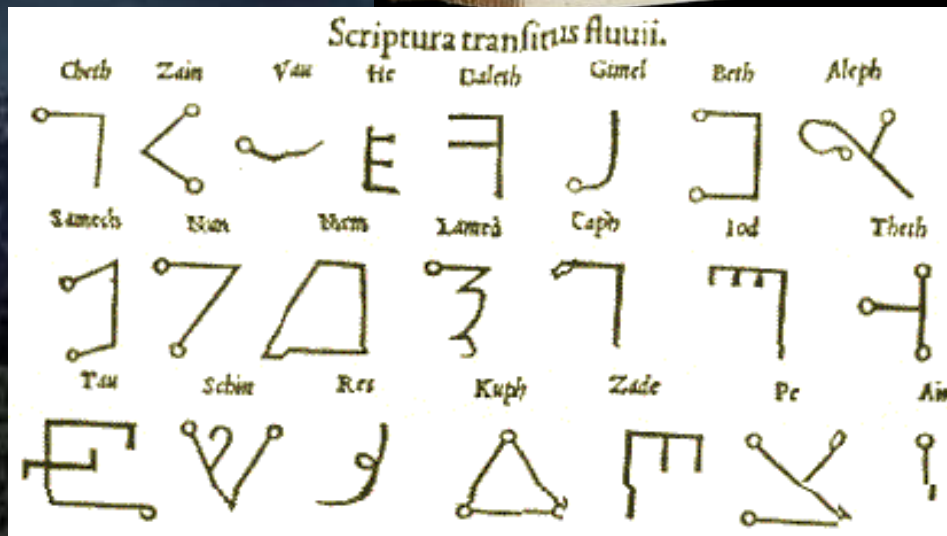 Scriptura transitus fluuii.
Cheth Zain Vau He Daleth Gimel Beth Aleph
Samech Nun Mem Lamed Caph Iod Theth
Tau Schin Res Kuph Zade Pe Ain